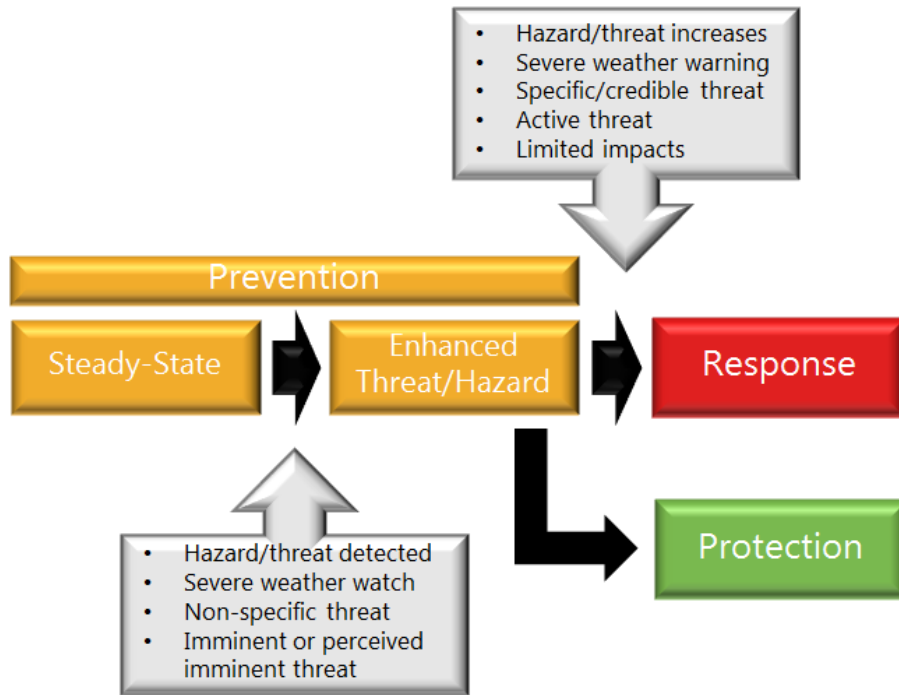 • Hazard/threat increases
• Severe weather warning
• Specific/credible threat
• Active threat
• Limited impacts
Prevention
Steady-State
Enhanced
Threat/Hazard
Response
Protection
• Hazard/threat detected
• Severe weather watch
• Non-specific threat
• Imminent or perceived
imminent threat